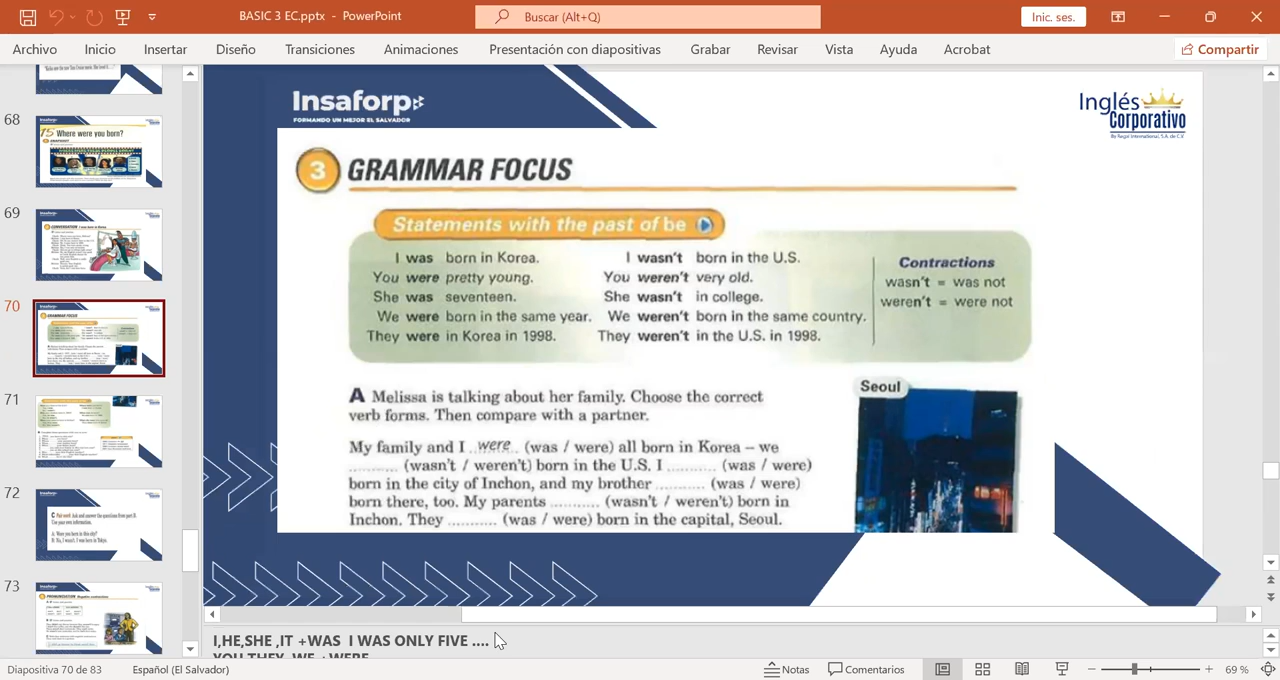 BASIC 3 EC.pptx - PowerPoint
Buscar (Alt+Q)
Inic. ses.
Archivo Inicio Insertar Diseño Transiciones Animaciones Presentación con diapositivas Grabar Revisar Vista Ayuda Acrobat
Compartir
68
15 Where were you born?
69
70
GRAMMAR FOCUS
71
72
73
Insaforp
FORMANDO UN MEJOR EL SALVADOR
Inglés
Corporativo
3 GRAMMAR FOCUS
Statements with the past of be
I was born in Korea. I wasn't born in the U.S.
You were pretty young. You weren't very old.
She was seventeen. She wasn't in college.
We were born in the same year. We weren't born in the same country.
They were in Korea in 1998. They weren't in the U.S. in 1998.
Contractions
wasn't = was not
weren't = were not
A Melissa is talking about her family. Choose the correct
verb forms. Then compare with a partner.
My family and I ...were... (was / were) all born in Korea – we
.......... (wasn't / weren't) born in the U.S. I .......... (was / were)
born in the city of Inchon, and my brother .......... (was / were)
born there, too. My parents .......... (wasn't / weren't) born in
Inchon. They .......... (was / were) born in the capital, Seoul.
Seoul
I,HE,SHE ,IT +WAS I WAS ONLY FIVE ....
YOU,THEY, WE +WERE
Diapositiva 70 de 83 Español (El Salvador) Notas Comentarios 69 %